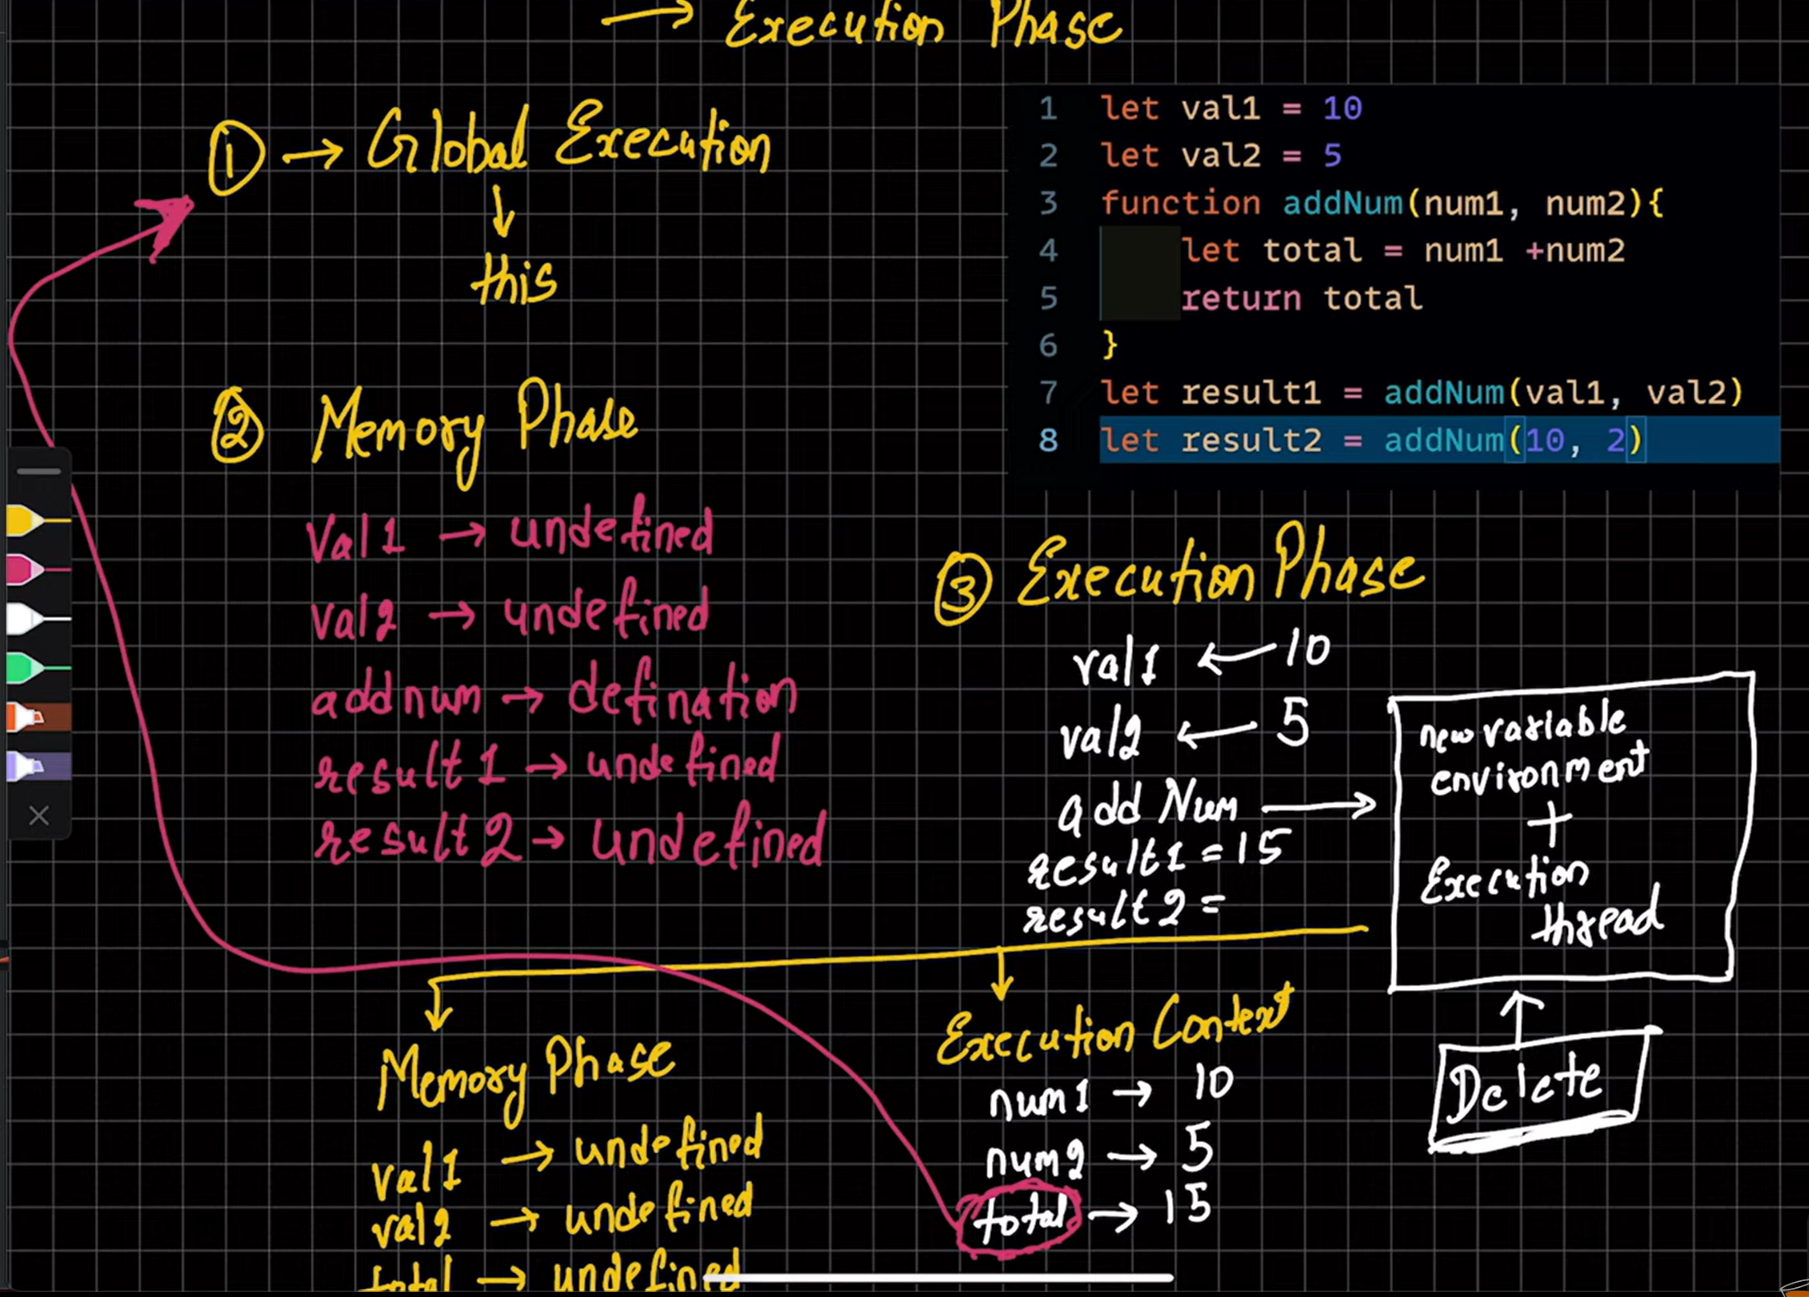 → Execution Phase
① → Global Execution
↓
this
1 let val1 = 10
2 let val2 = 5
3 function addNum(num1, num2){
4 let total = num1 +num2
5 return total
6 }
7 let result1 = addNum(val1, val2)
8 let result2 = addNum(10, 2)
② Memory Phase
Val1 → undefined
val2 → undefined
addnum → defination
result1 → undefined
result2 → undefined
③ Execution Phase
val1 ← 10
val2 ← 5
addNum →
result1 = 15
result2 =
new variable
environment
+
Execution
thread
Delete
Memory Phase
val1 → undefined
val2 → undefined
total → undefined
Execution Context
num1 → 10
num2 → 5
total → 15